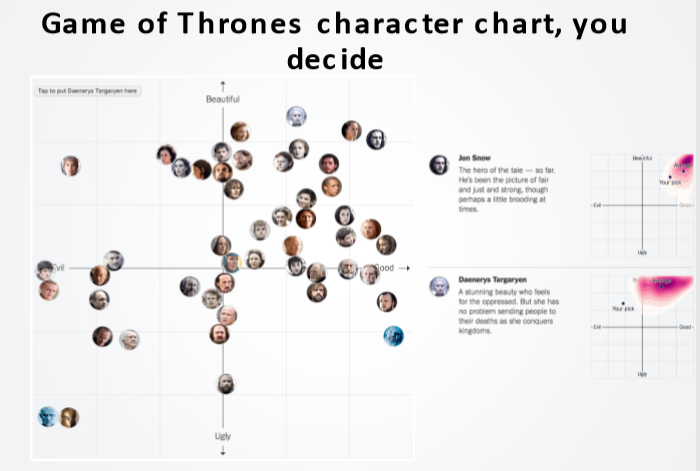 Game of Thrones character chart, you
decide
Tap to put Daenerys Targaryen here
Beautiful
Evil
Good
Ugly
Jon Snow
The hero of the tale — so far.
He's been the picture of fair
and just and strong, though
perhaps a little brooding at
times.
Beautiful
Your pick
Evil
Good
Ugly
Daenerys Targaryen
A stunning beauty who feels
for the oppressed. But she has
no problem sending people to
their deaths as she conquers
kingdoms.
Your pick
Evil
Good
Ugly